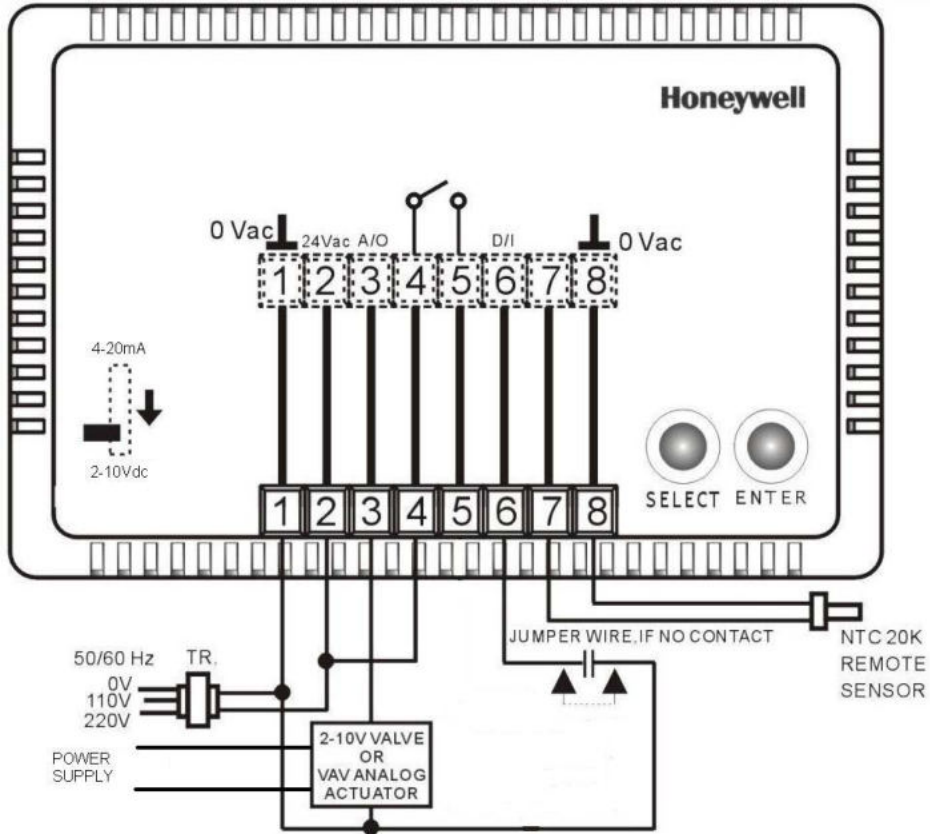 Honeywell
0 Vac 24Vac A/O D/I 0 Vac
1 2 3 4 5 6 7 8
4-20mA
2-10Vdc
SELECT ENTER
1 2 3 4 5 6 7 8
JUMPER WIRE,IF NO CONTACT
NTC 20K
REMOTE
SENSOR
50/60 Hz TR.
0V
110V
220V
POWER
SUPPLY
2-10V VALVE
OR
VAV ANALOG
ACTUATOR